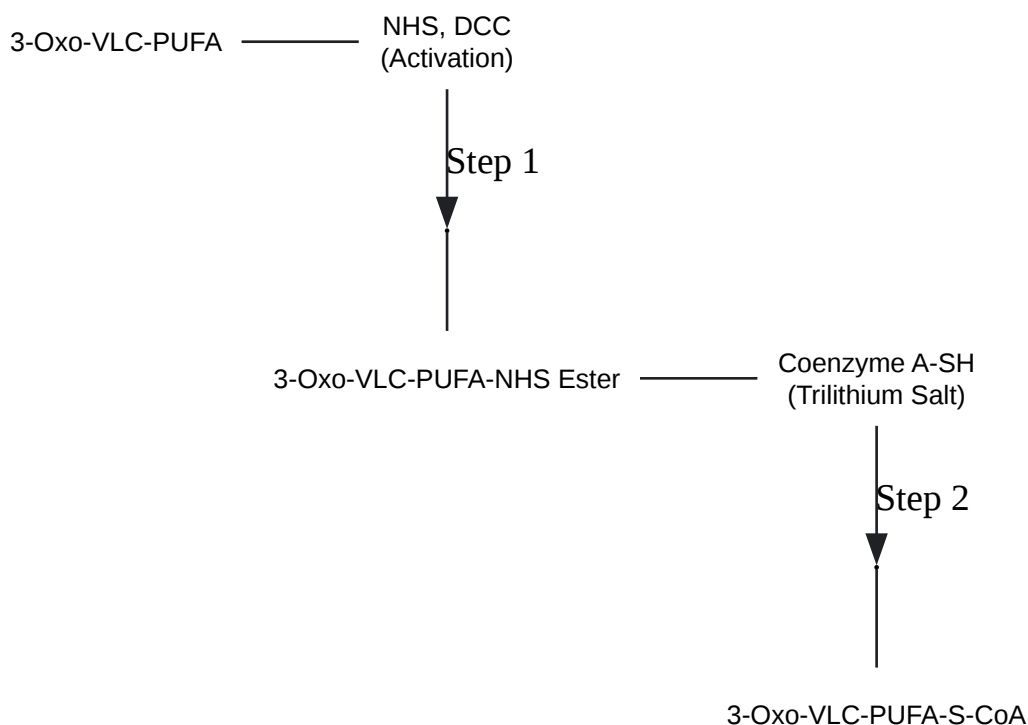 3-Oxo-VLC-PUFA
NHS, DCC
(Activation)
Step 1
3-Oxo-VLC-PUFA-NHS Ester
Coenzyme A-SH
(Trilithium Salt)
Step 2
3-Oxo-VLC-PUFA-S-CoA